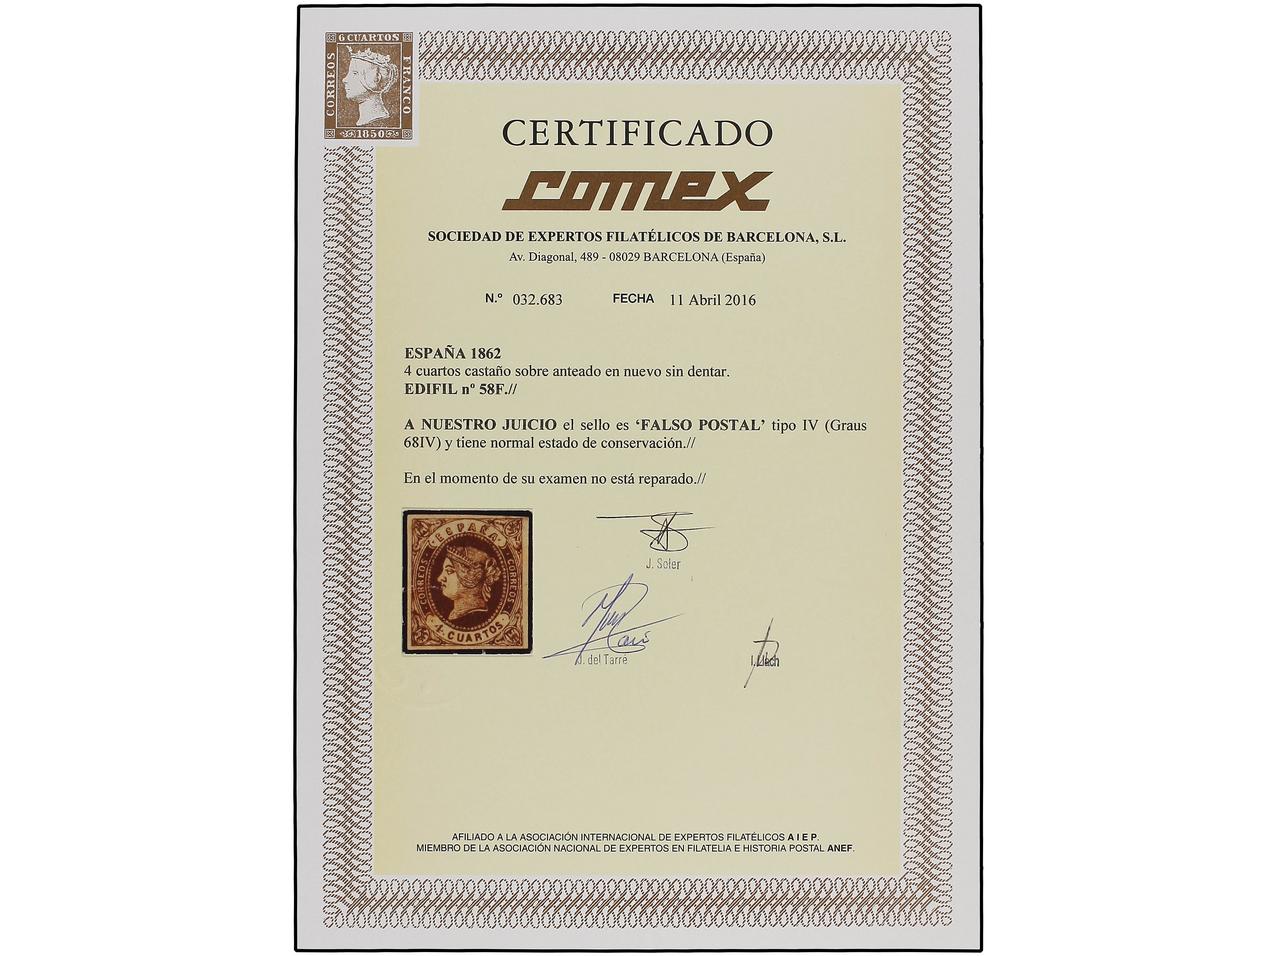 6 CUARTOS
CORREOS
FRANCO
1850
CERTIFICADO
comex
SOCIEDAD DE EXPERTOS FILATÉLICOS DE BARCELONA, S.L.
Av. Diagonal, 489 - 08029 BARCELONA (España)
N.º 032.683 FECHA 11 Abril 2016
ESPAÑA 1862
4 cuartos castaño sobre anteado en nuevo sin dentar.
EDIFIL nº 58F.//
A NUESTRO JUICIO el sello es ‘FALSO POSTAL’ tipo IV (Graus
68IV) y tiene normal estado de conservación.//
En el momento de su examen no está reparado.//
ESPAÑA
CORREOS
CORREOS
4 CUARTOS
J. Soler
J. del Tarre
I. Llach
AFILIADO A LA ASOCIACIÓN INTERNACIONAL DE EXPERTOS FILATÉLICOS A I E P.
MIEMBRO DE LA ASOCIACIÓN NACIONAL DE EXPERTOS EN FILATELIA E HISTORIA POSTAL ANEF.